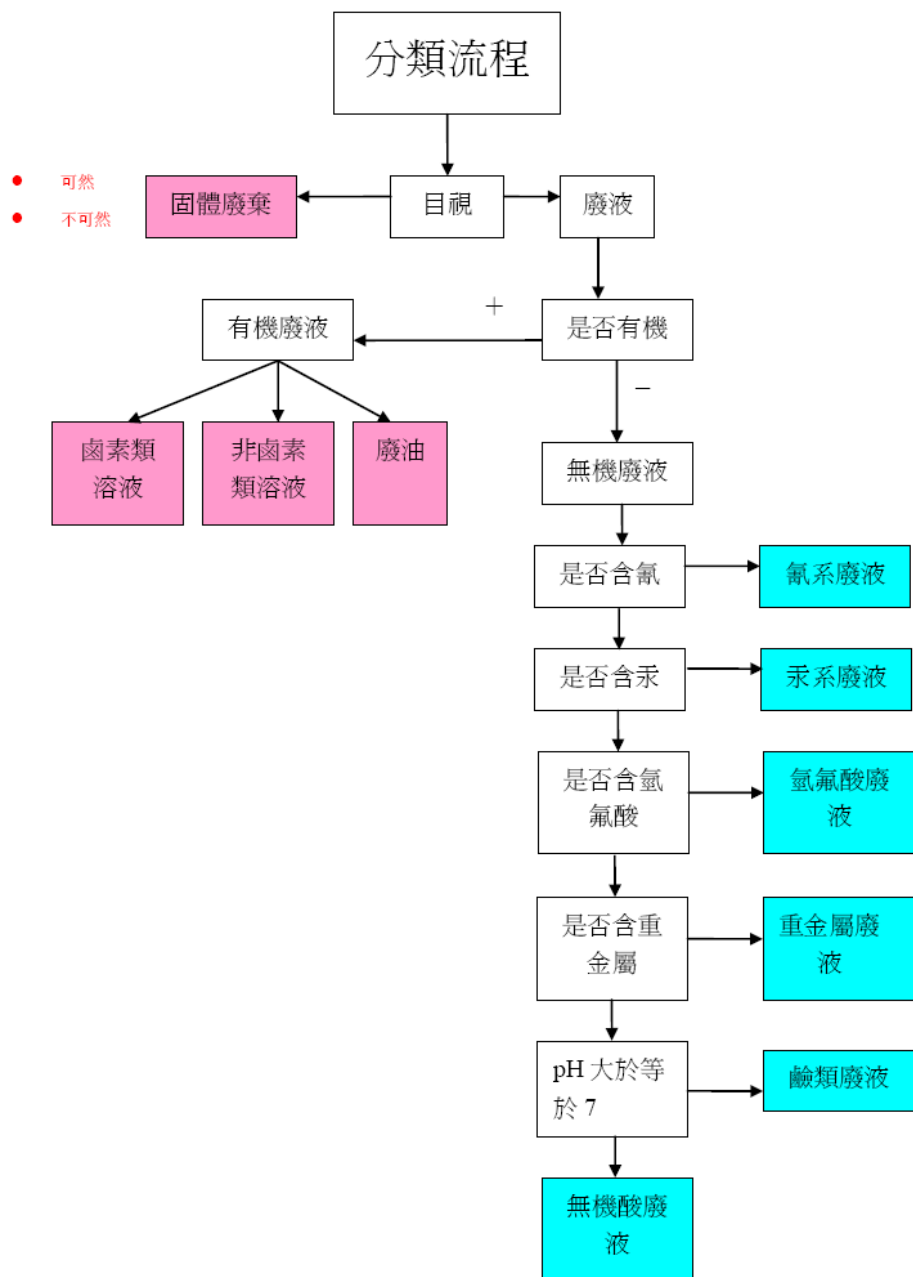 分類流程
可然
不可然
固體廢棄
目視
廢液
+
有機廢液
是否有機
−
鹵素類
溶液
非鹵素
類溶液
廢油
無機廢液
是否含氰
氰系廢液
是否含汞
汞系廢液
是否含氫
氟酸
氫氟酸廢
液
是否含重
金屬
重金屬廢
液
pH 大於等
於 7
鹼類廢液
無機酸廢
液